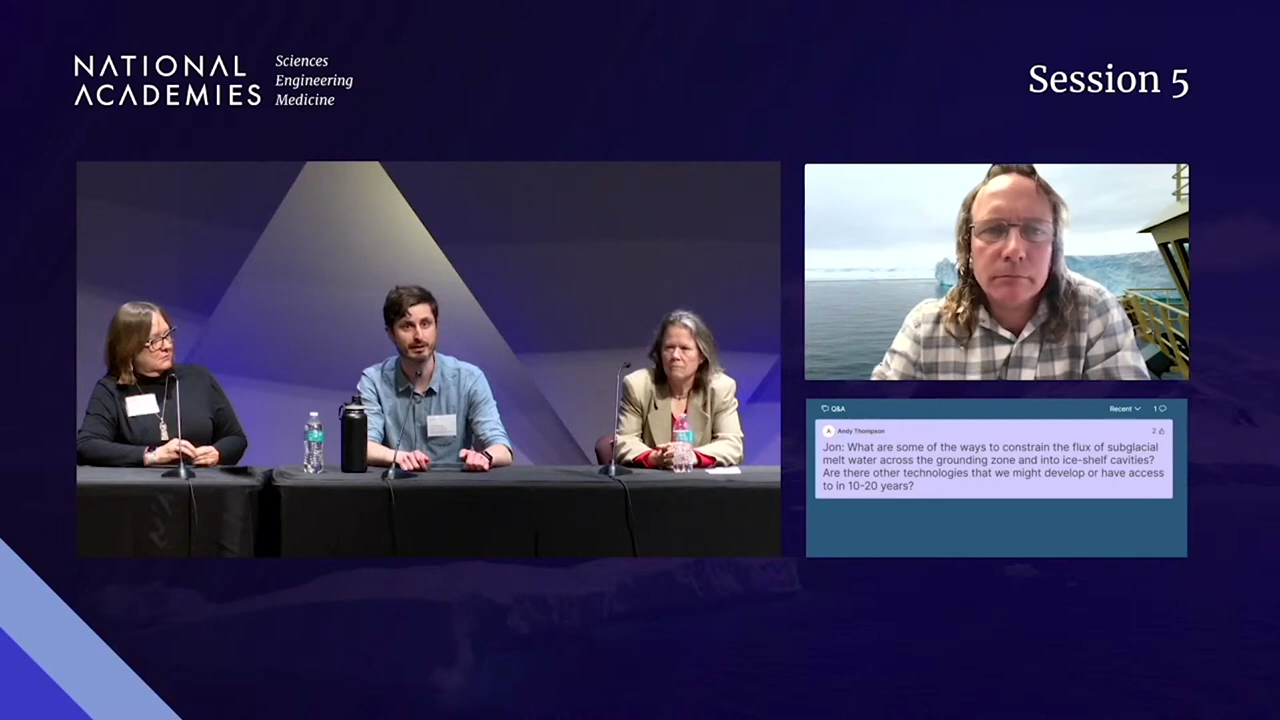 NATIONAL
ACADEMIES
Sciences
Engineering
Medicine
Session 5
Q&A
Recent
1
A
Andy Thompson
2
Jon: What are some of the ways to constrain the flux of subglacial
melt water across the grounding zone and into ice-shelf cavities?
Are there other technologies that we might develop or have access
to in 10-20 years?